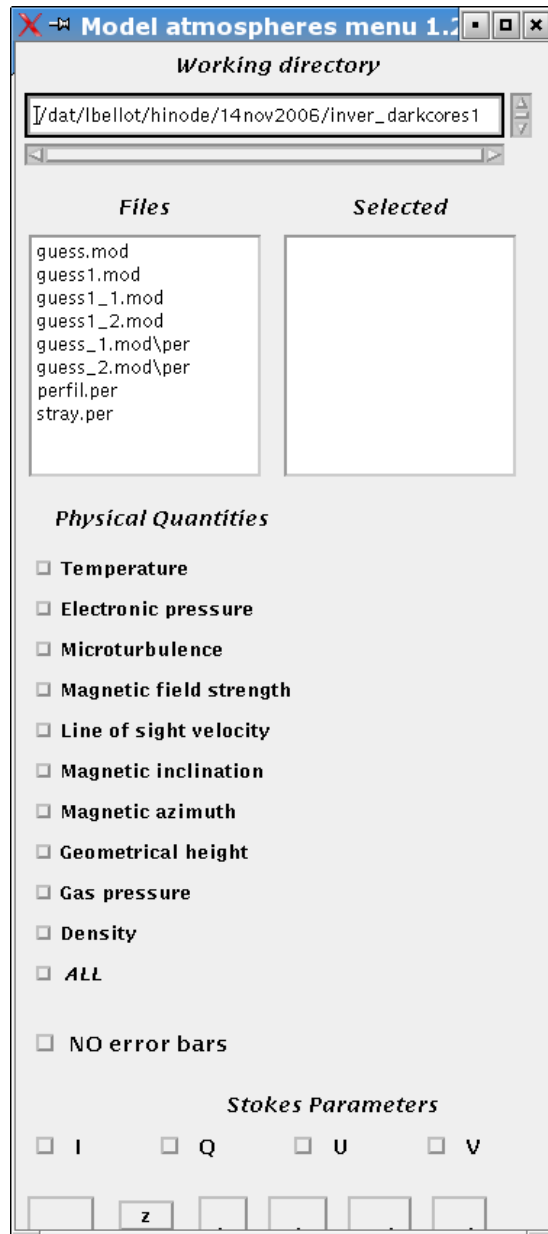 Model atmospheres menu 1.2
Working directory
/dat/lbellot/hinode/14nov2006/inver_darkcores1
Files Selected
guess.mod
guess1.mod
guess1_1.mod
guess1_2.mod
guess_1.mod\per
guess_2.mod\per
perfil.per
stray.per
Physical Quantities
Temperature
Electronic pressure
Microturbulence
Magnetic field strength
Line of sight velocity
Magnetic inclination
Magnetic azimuth
Geometrical height
Gas pressure
Density
ALL
NO error bars
Stokes Parameters
I Q U V
z